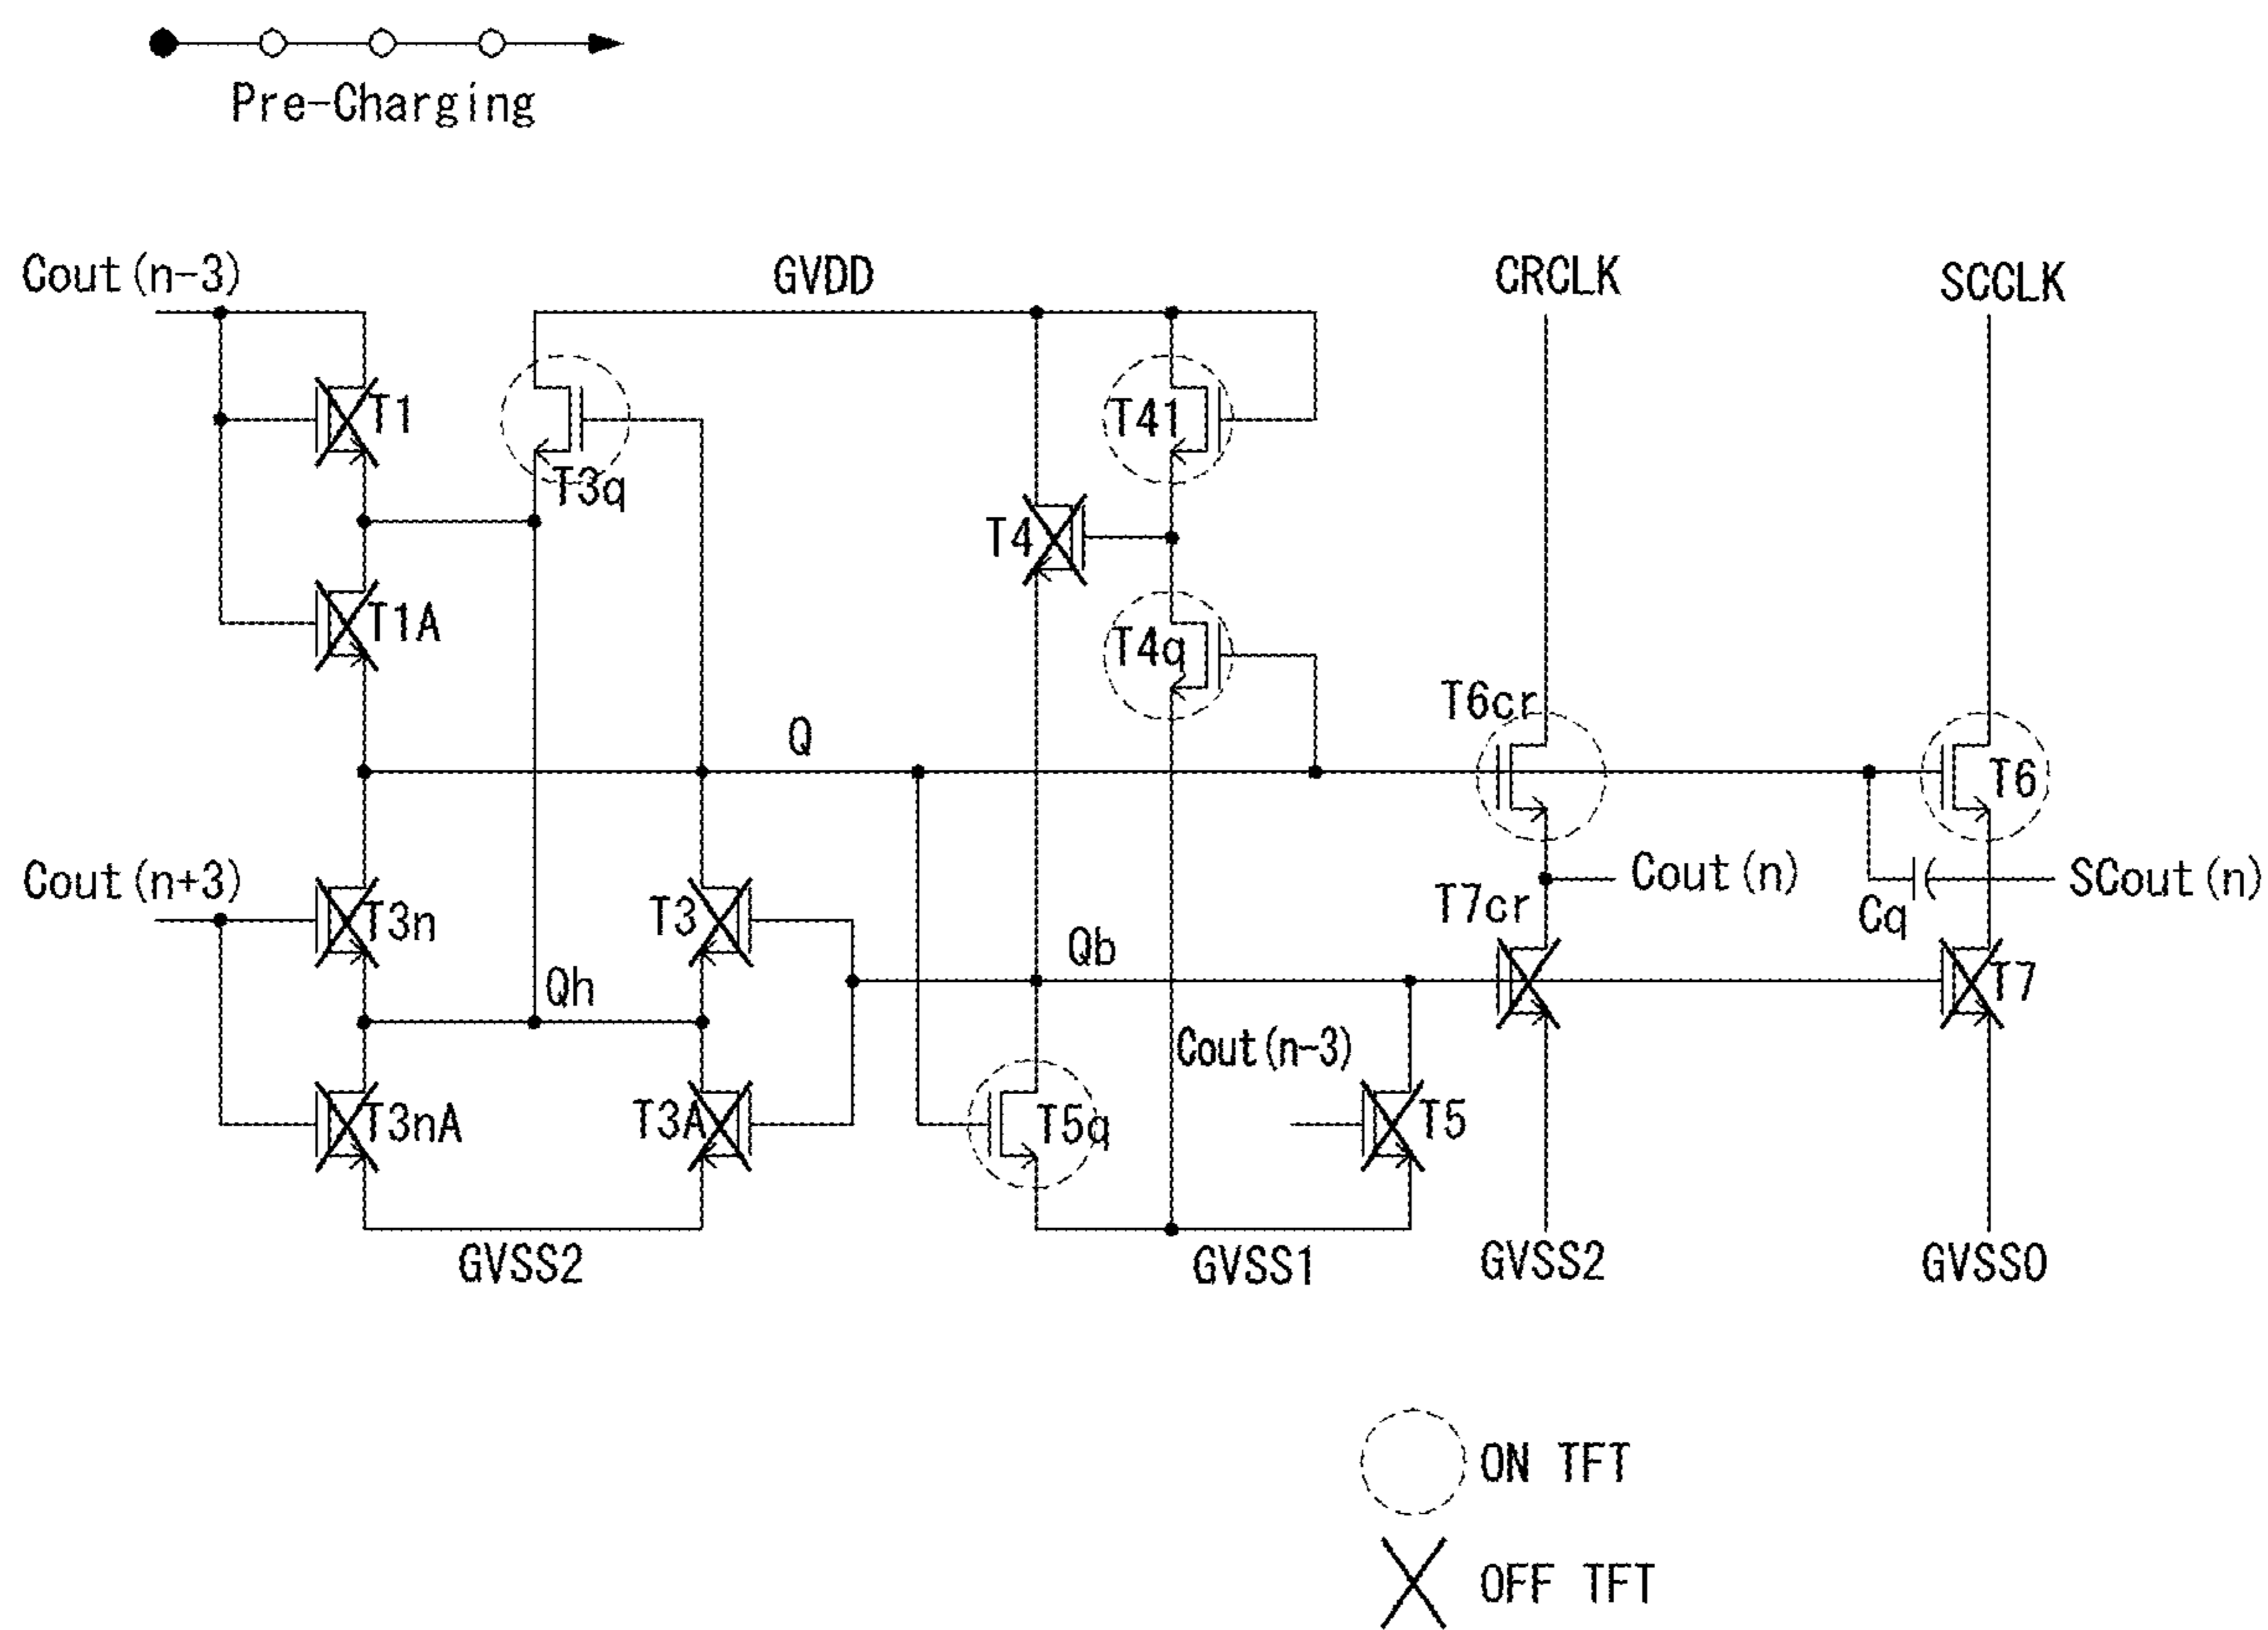 Pre-Charging
Cout(n-3)
GVDD
CRCLK
SCCLK
T1
T3q
T41
T4
T1A
T4q
T6cr
Q
T6
Cout(n+3)
T3n
T3
Cout(n)
SCout(n)
T7cr
Cq
Qb
Qh
T7
Cout(n-3)
T3nA
T3A
T5q
T5
GVSS2
GVSS1
GVSS2
GVSS0
ON TFT
OFF TFT